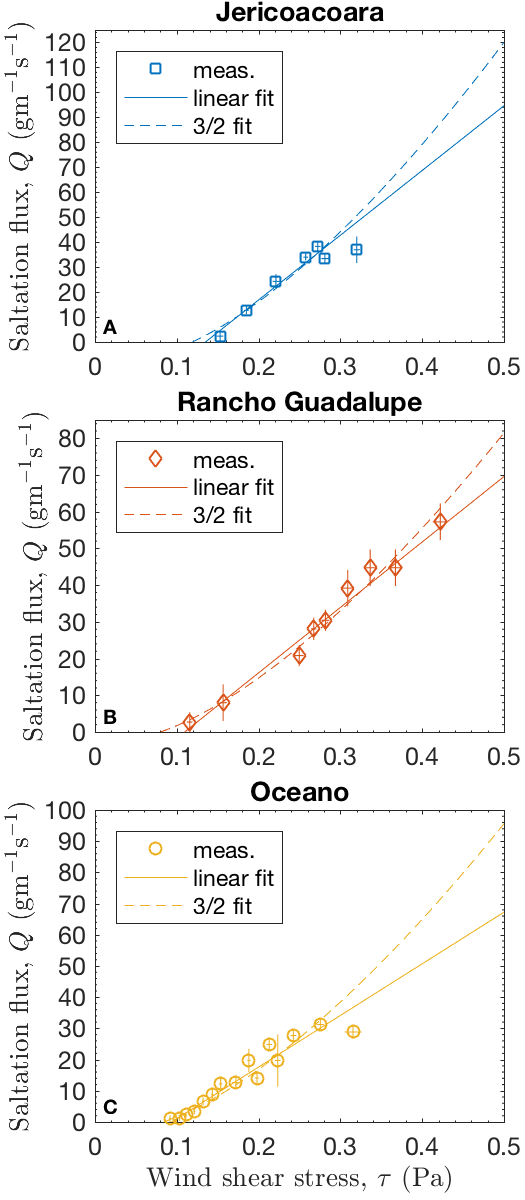 Jericoacoara
Saltation flux, Q (gm⁻¹s⁻¹)
120
110
100
90
80
70
60
50
40
30
20
10
0
meas.
linear fit
3/2 fit
A
0 0.1 0.2 0.3 0.4 0.5
Rancho Guadalupe
Saltation flux, Q (gm⁻¹s⁻¹)
80
70
60
50
40
30
20
10
0
meas.
linear fit
3/2 fit
B
0 0.1 0.2 0.3 0.4 0.5
Oceano
Saltation flux, Q (gm⁻¹s⁻¹)
100
90
80
70
60
50
40
30
20
10
0
meas.
linear fit
3/2 fit
C
0 0.1 0.2 0.3 0.4 0.5
Wind shear stress, τ (Pa)